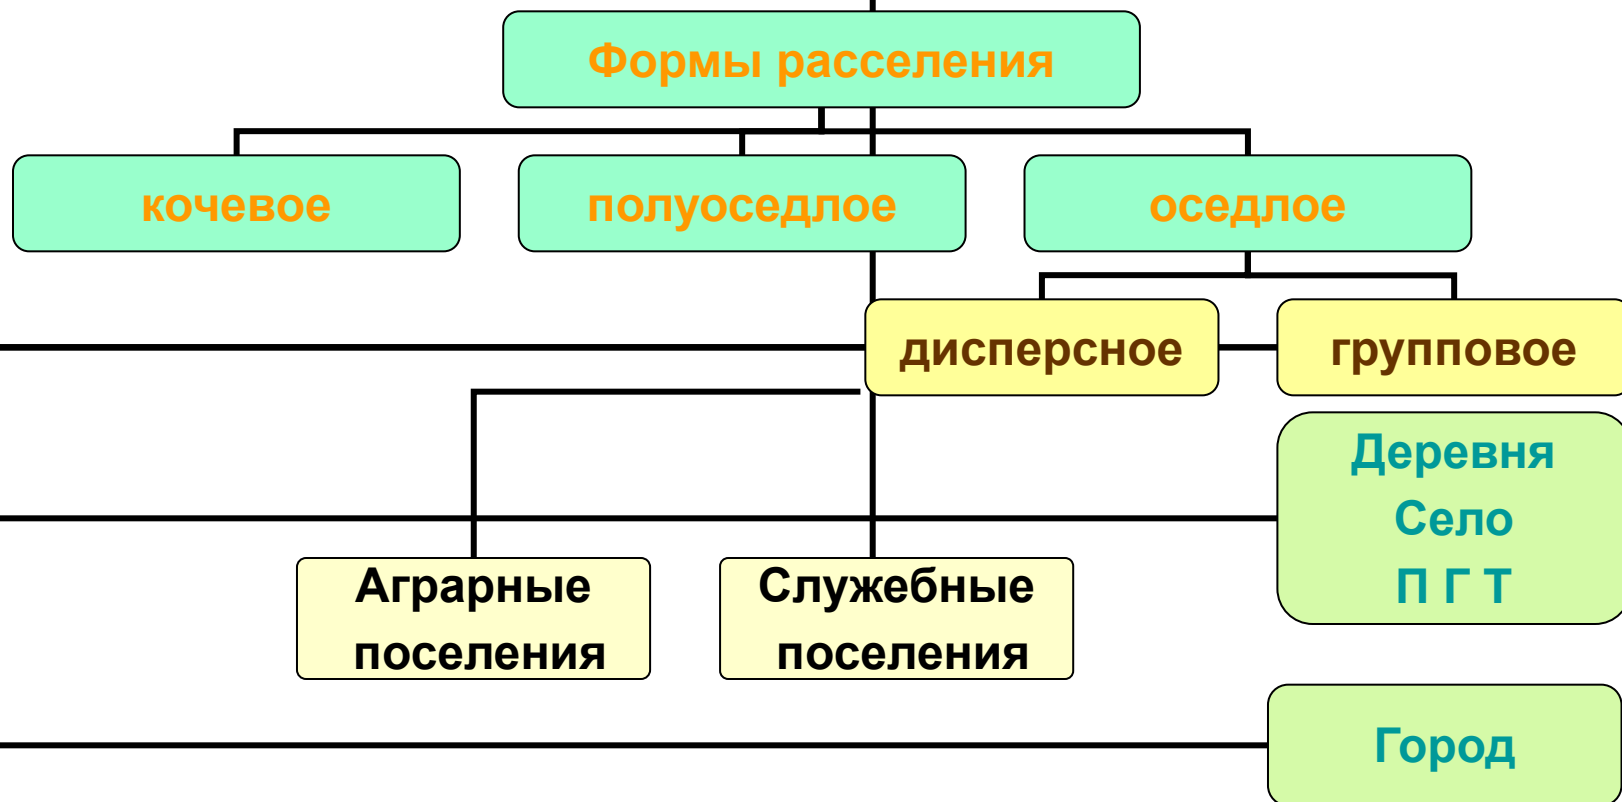 Формы расселения
кочевое
полуоседлое
оседлое
дисперсное
групповое
Деревня
Село
П Г Т
Аграрные
поселения
Служебные
поселения
Город